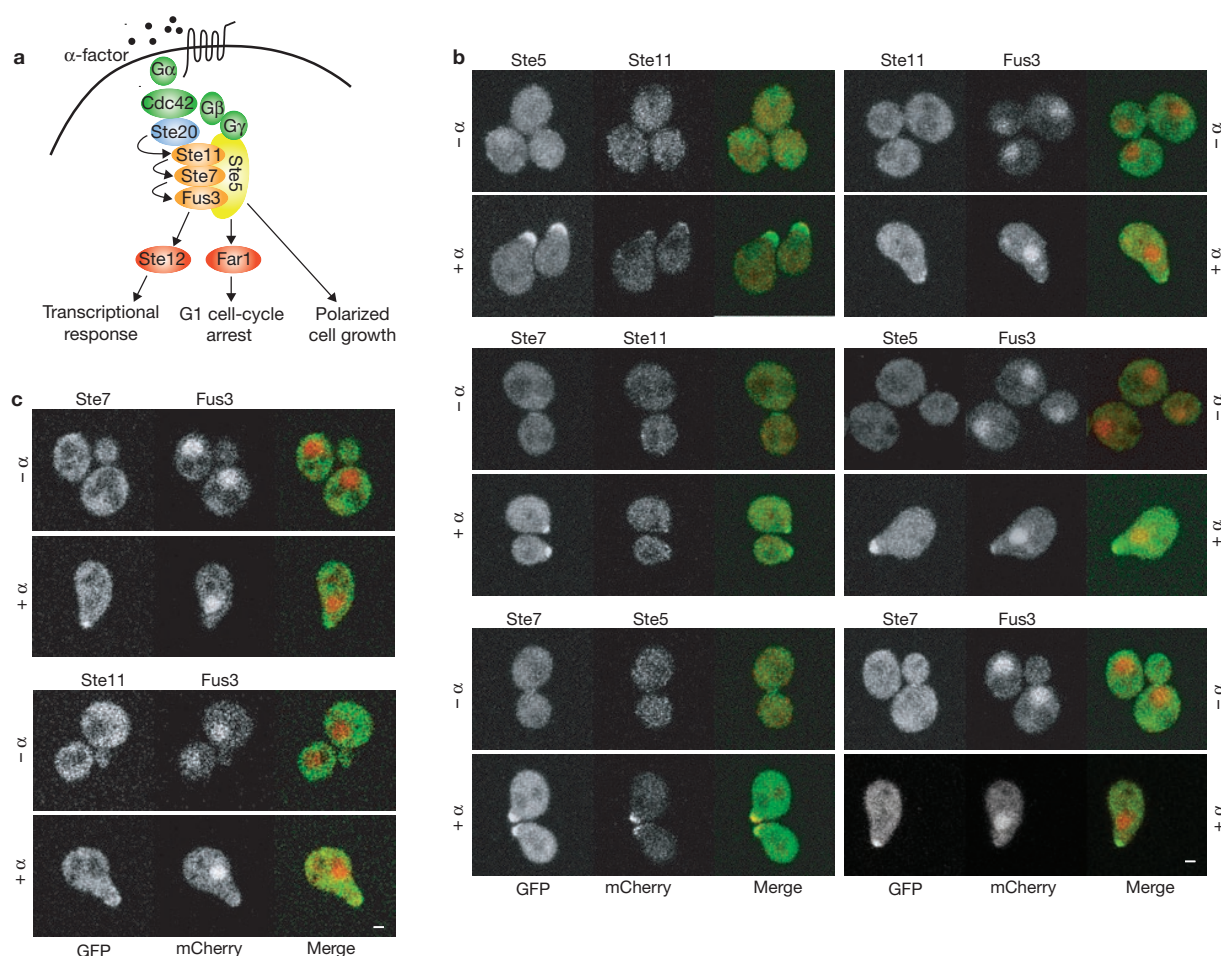 a
α-factor
Gα
Cdc42
Gβ
Gγ
Ste20
Ste11
Ste7
Ste5
Fus3
Ste12
Far1
Transcriptional
response
G1 cell-cycle
arrest
Polarized
cell growth
b
Ste5 Ste11
– α
+ α
Ste7 Ste11
– α
+ α
Ste7 Ste5
– α
+ α
GFP mCherry Merge
Ste11 Fus3
– α
+ α
Ste5 Fus3
– α
+ α
Ste7 Fus3
– α
+ α
GFP mCherry Merge
c
Ste7 Fus3
– α
+ α
Ste11 Fus3
– α
+ α
GFP mCherry Merge